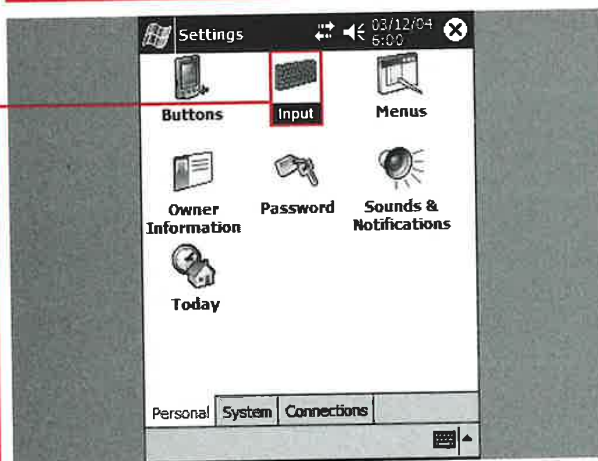 Settings
03/12/04
6:00
Buttons
Input
Menus
Owner
Information
Password
Sounds &
Notifications
Today
Personal
System
Connections